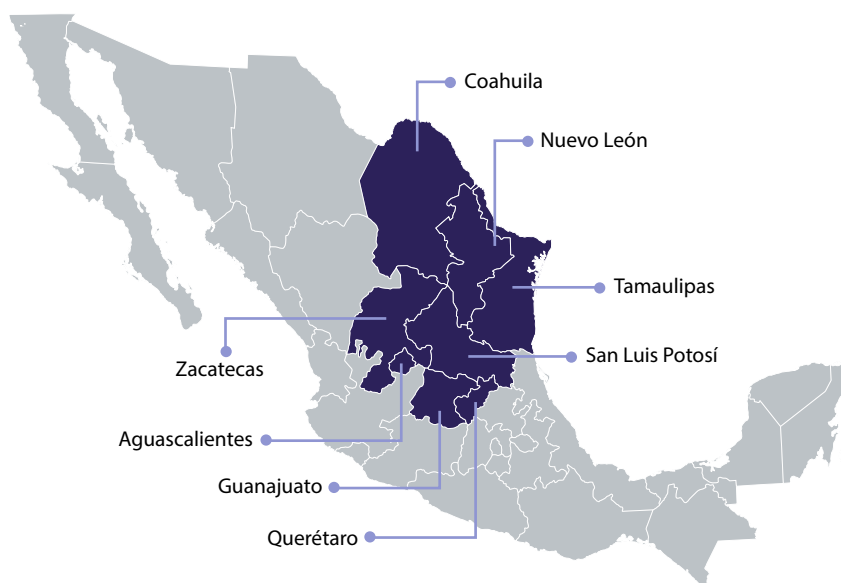 Coahuila
Nuevo León
Tamaulipas
San Luis Potosí
Zacatecas
Aguascalientes
Guanajuato
Querétaro